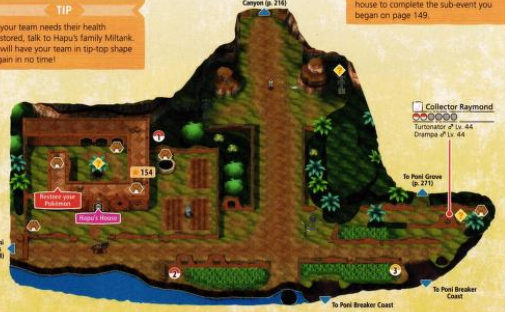 Canyon (p. 216)
TIP
your team needs their health
stored, talk to Hapu's family Miltank.
will have your team in tip-top shape
gain in no time!
house to complete the sub-event you
began on page 149.
Collector Raymond
Turtonator ♂ Lv. 44
Drampa ♂ Lv. 44
To Poni Grove
(p. 271)
1
154
Restore your
Pokémon
Hapu's House
2
3
To Poni Breaker Coast
To Poni Breaker
Coast